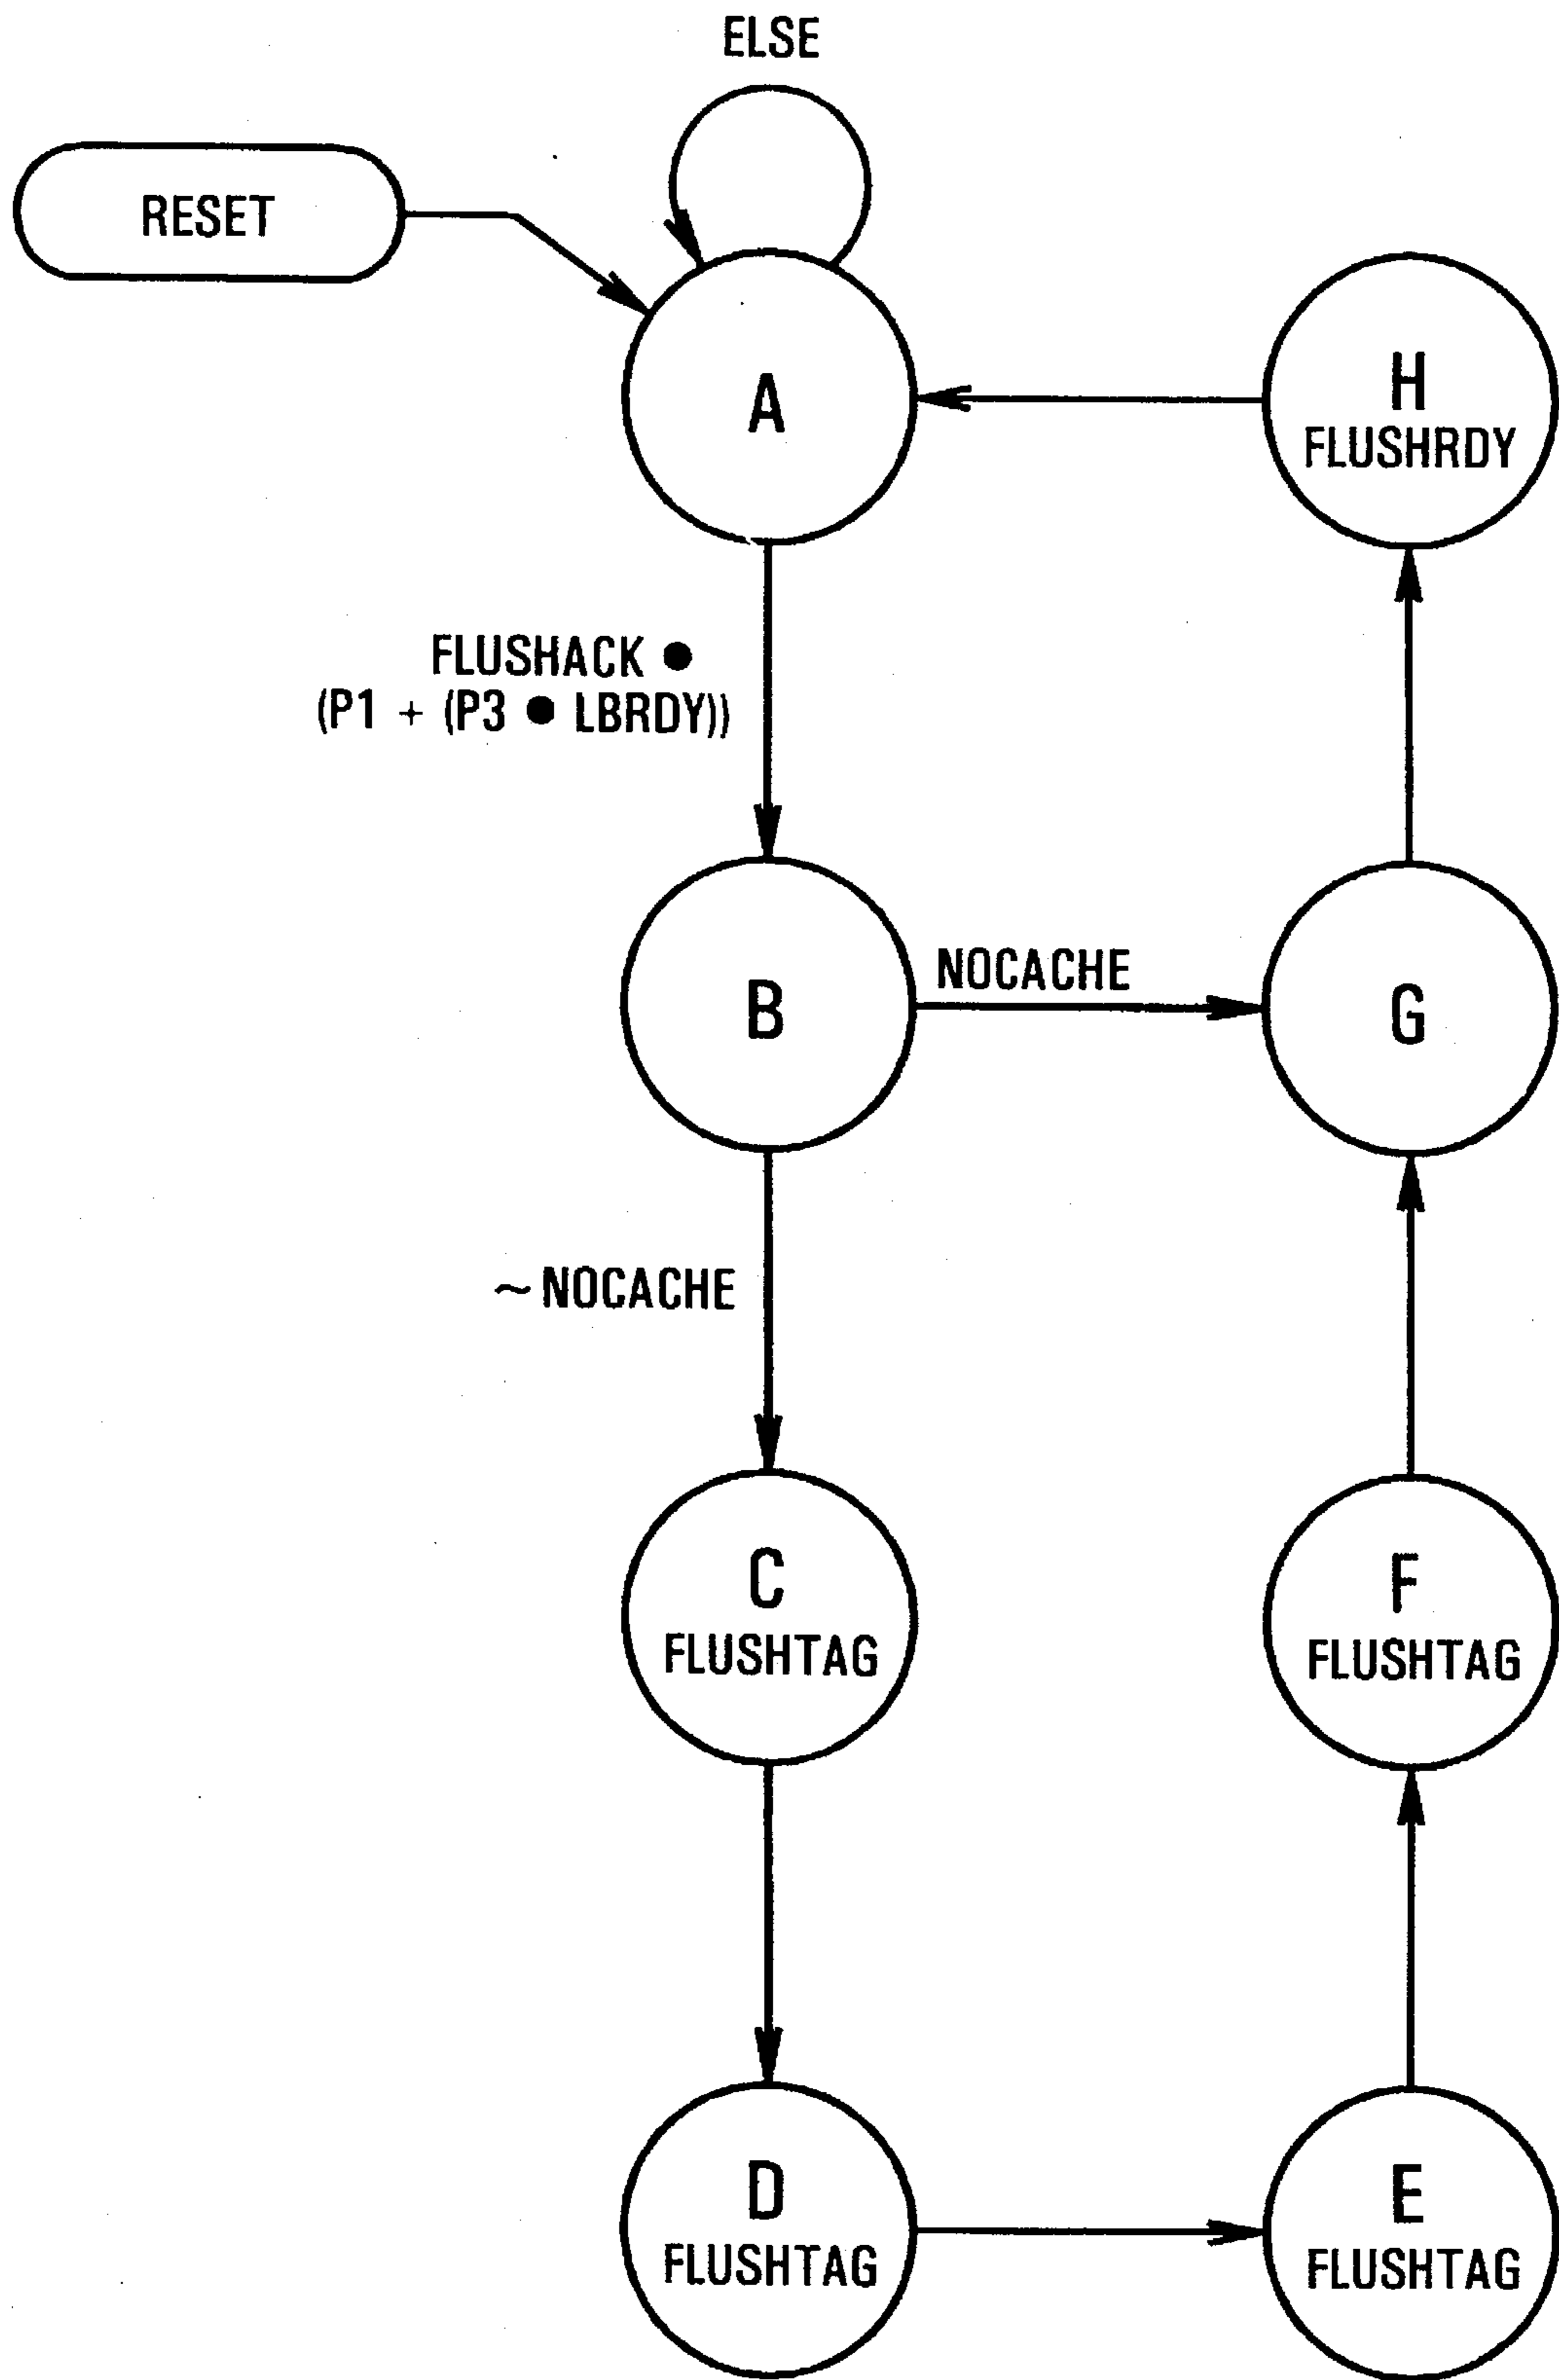 ELSE
RESET
A
H
FLUSHRDY
FLUSHACK ●
(P1 + (P3 ● LBRDY))
B
NOCACHE
G
~NOCACHE
C
FLUSHTAG
F
FLUSHTAG
D
FLUSHTAG
E
FLUSHTAG